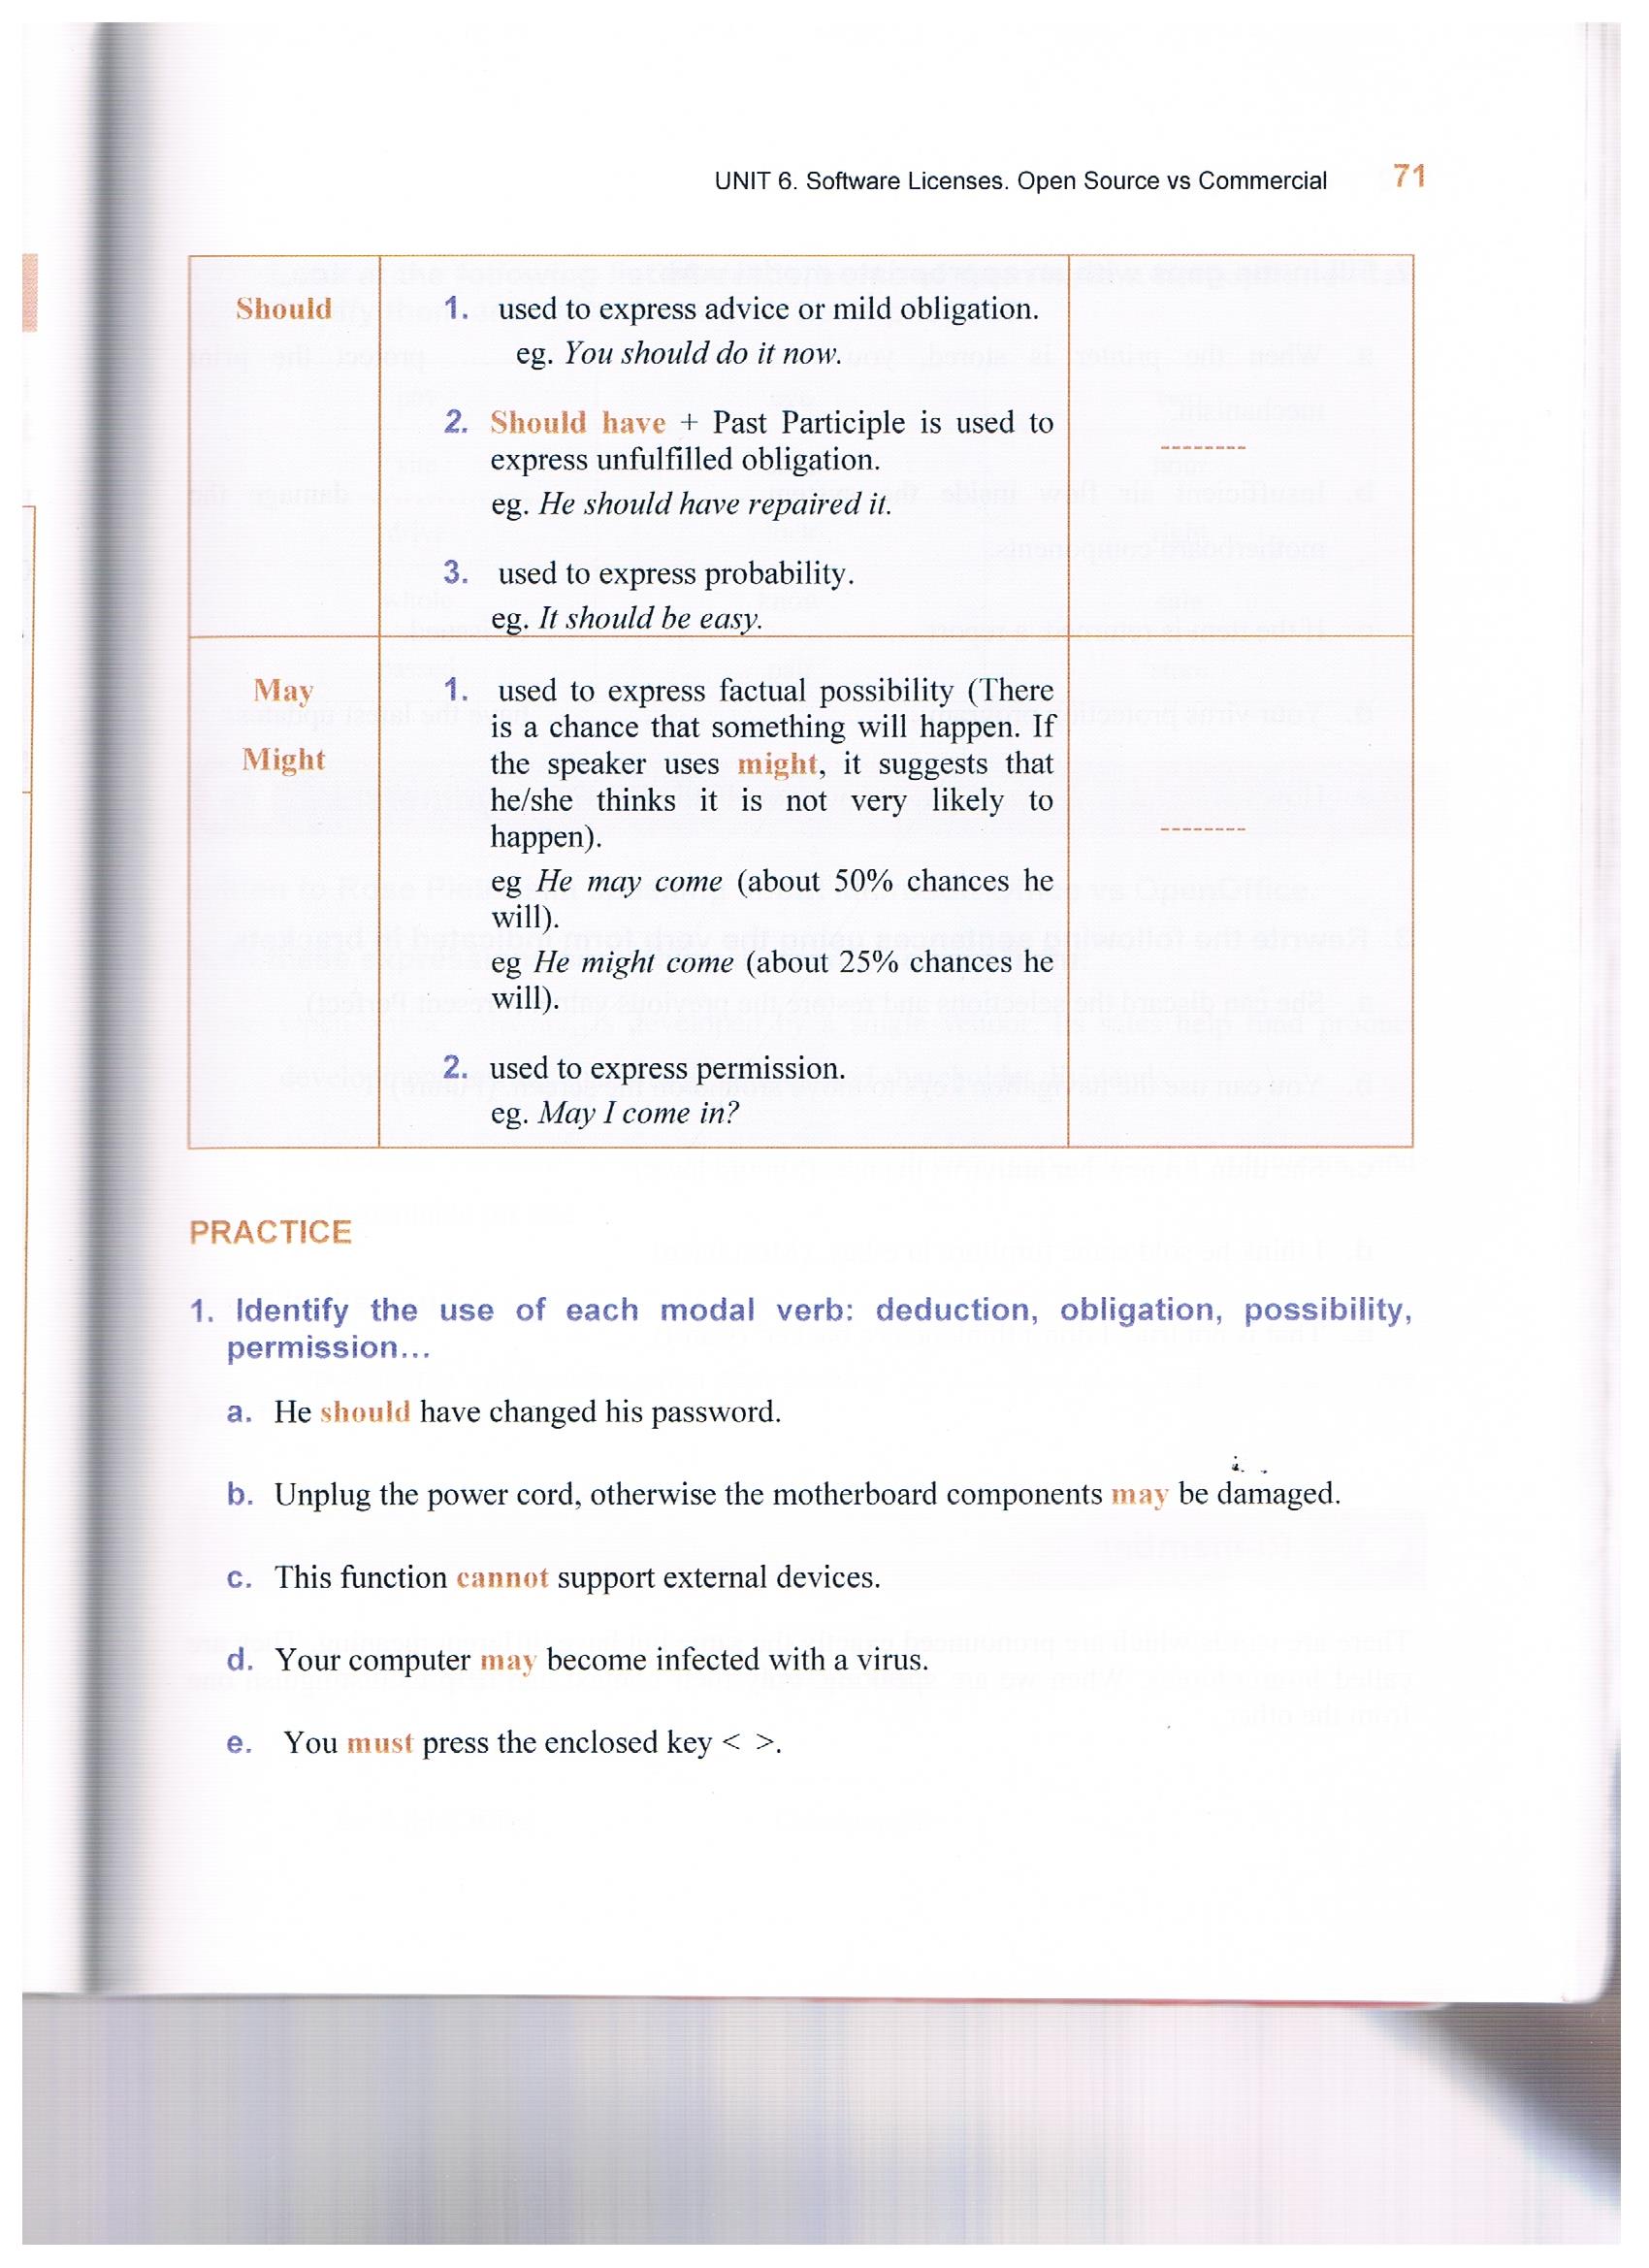 UNIT 6. Software Licenses. Open Source vs Commercial 71
Should
1. used to express advice or mild obligation.
eg. You should do it now.
2. Should have + Past Participle is used to
express unfulfilled obligation.
eg. He should have repaired it.
3. used to express probability.
eg. It should be easy.
--------
May
Might
1. used to express factual possibility (There
is a chance that something will happen. If
the speaker uses might, it suggests that
he/she thinks it is not very likely to
happen).
eg He may come (about 50% chances he
will).
eg He might come (about 25% chances he
will).
2. used to express permission.
eg. May I come in?
--------
PRACTICE
1. Identify the use of each modal verb: deduction, obligation, possibility,
permission...
a. He should have changed his password.
b. Unplug the power cord, otherwise the motherboard components may be damaged.
c. This function cannot support external devices.
d. Your computer may become infected with a virus.
e. You must press the enclosed key < >.